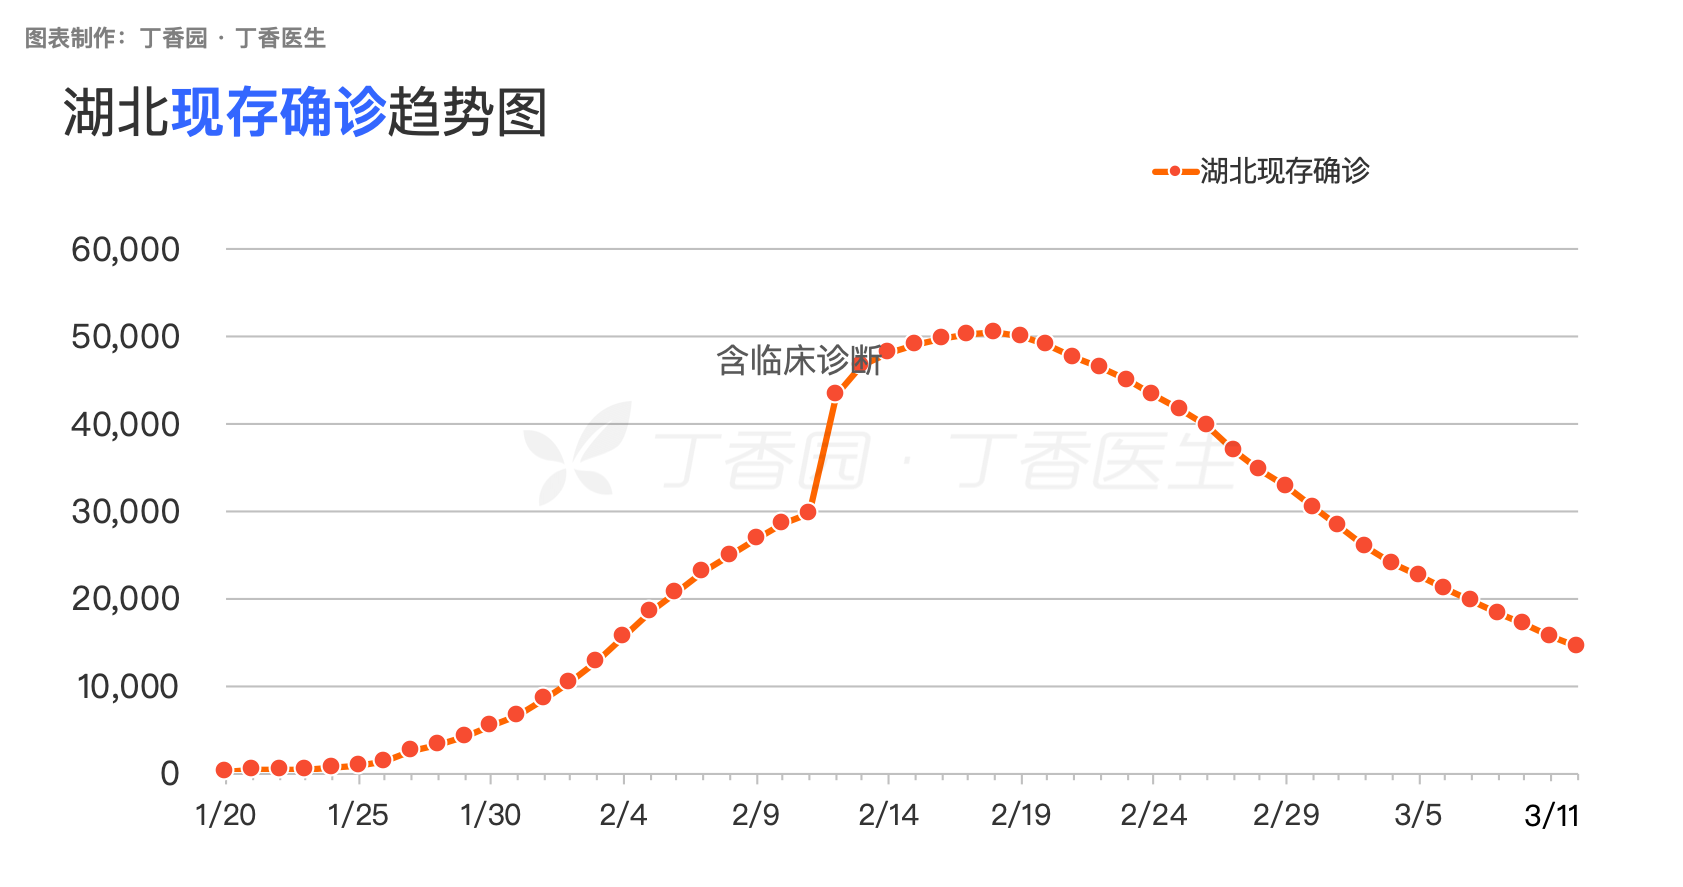 图表制作：丁香园 · 丁香医生
湖北现存确诊趋势图
湖北现存确诊
60,000
50,000
含临床诊断
40,000
丁香园 · 丁香医生
30,000
20,000
10,000
0
1/20 1/25 1/30 2/4 2/9 2/14 2/19 2/24 2/29 3/5 3/11